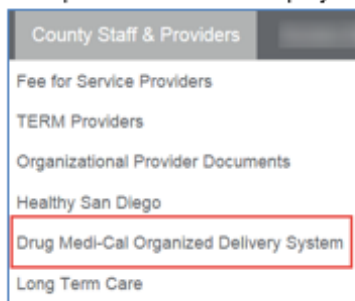 County Staff & Providers
Fee for Service Providers
TERM Providers
Organizational Provider Documents
Healthy San Diego
Drug Medi-Cal Organized Delivery System
Long Term Care